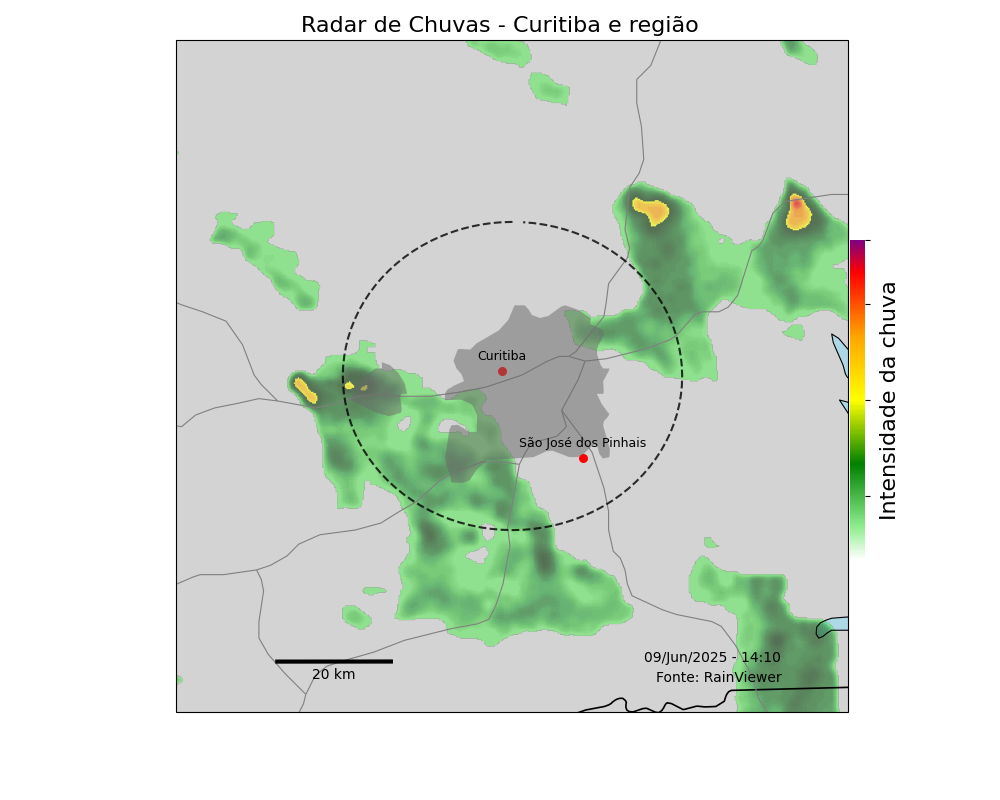 Radar de Chuvas - Curitiba e região
Curitiba
São José dos Pinhais
Intensidade da chuva
09/Jun/2025 - 14:10
Fonte: RainViewer
20 km